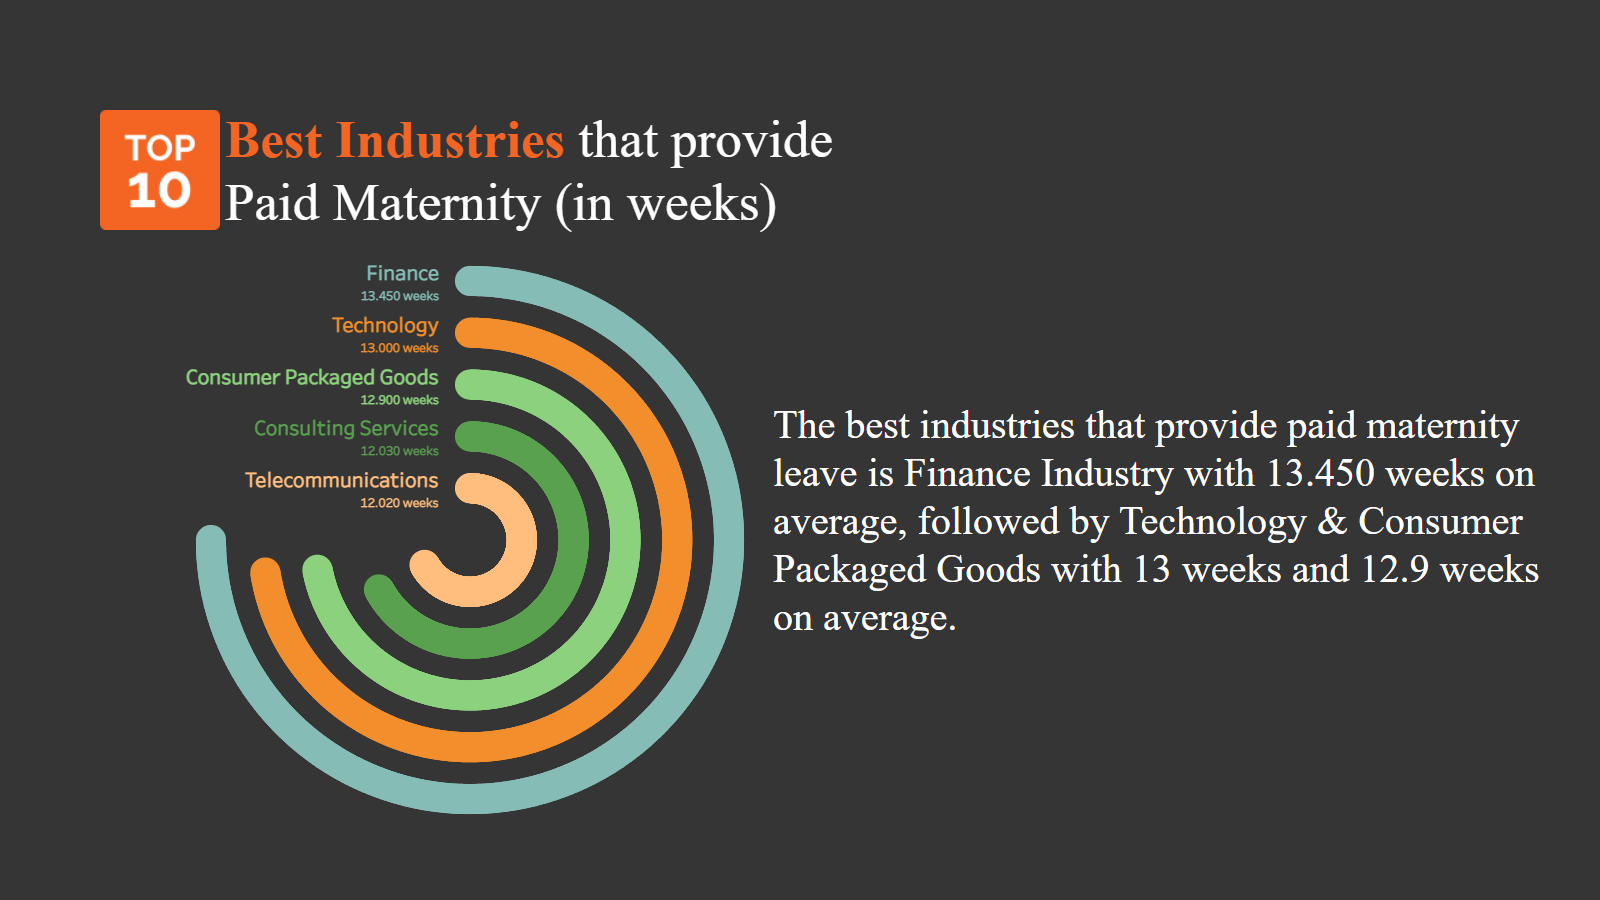 TOP
10
Best Industries that provide
Paid Maternity (in weeks)
Finance
13.450 weeks
Technology
13.000 weeks
Consumer Packaged Goods
12.900 weeks
Consulting Services
12.030 weeks
Telecommunications
12.020 weeks
The best industries that provide paid maternity
leave is Finance Industry with 13.450 weeks on
average, followed by Technology & Consumer
Packaged Goods with 13 weeks and 12.9 weeks
on average.